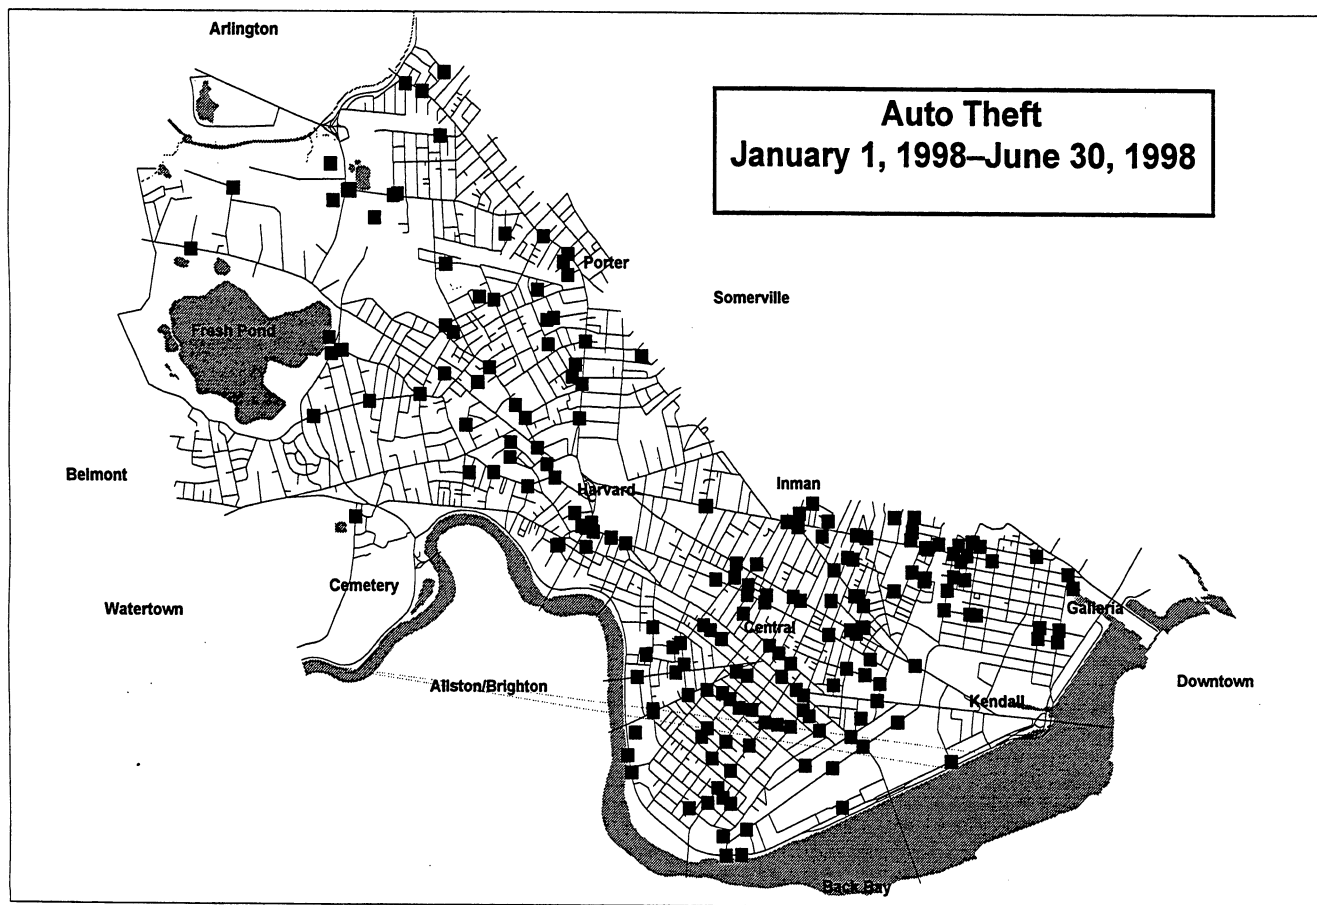 Arlington
Auto Theft
January 1, 1998–June 30, 1998
Porter
Somerville
Fresh Pond
Belmont
Inman
Harvard
Cemetery
Watertown
Galleria
Central
Allston/Brighton
Downtown
Kendall
Back Bay